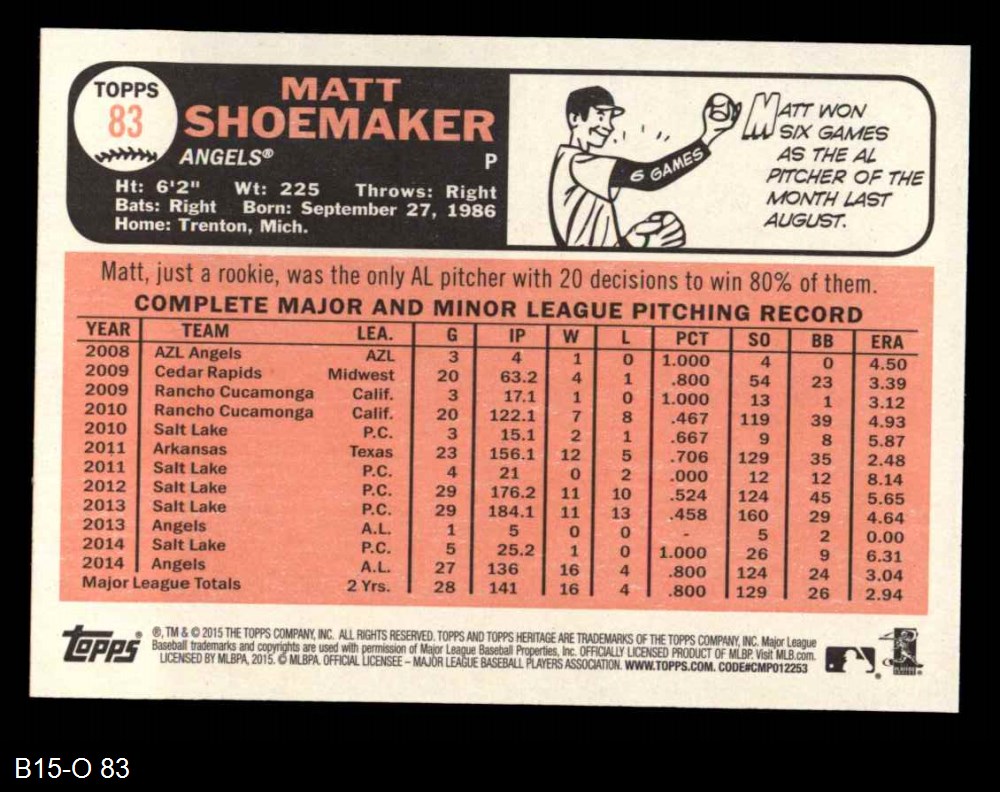 TOPPS
83
MATT
SHOEMAKER
ANGELS® P
Ht: 6'2" Wt: 225 Throws: Right
Bats: Right Born: September 27, 1986
Home: Trenton, Mich.
6 GAMES
MATT WON
SIX GAMES
AS THE AL
PITCHER OF THE
MONTH LAST
AUGUST.
Matt, just a rookie, was the only AL pitcher with 20 decisions to win 80% of them.
COMPLETE MAJOR AND MINOR LEAGUE PITCHING RECORD
YEAR TEAM LEA. G IP W L PCT SO BB ERA
2008 AZL Angels AZL 3 4 1 0 1.000 4 0 4.50
2009 Cedar Rapids Midwest 20 63.2 4 1 .800 54 23 3.39
2009 Rancho Cucamonga Calif. 3 17.1 1 0 1.000 13 1 3.12
2010 Rancho Cucamonga Calif. 20 122.1 7 8 .467 119 39 4.93
2010 Salt Lake P.C. 3 15.1 2 1 .667 9 8 5.87
2011 Arkansas Texas 23 156.1 12 5 .706 129 35 2.48
2011 Salt Lake P.C. 4 21 0 2 .000 12 12 8.14
2012 Salt Lake P.C. 29 176.2 11 10 .524 124 45 5.65
2013 Salt Lake P.C. 29 184.1 11 13 .458 160 29 4.64
2013 Angels A.L. 1 5 0 0 - 5 2 0.00
2014 Salt Lake P.C. 5 25.2 1 0 1.000 26 9 6.31
2014 Angels A.L. 27 136 16 4 .800 124 24 3.04
Major League Totals 2 Yrs. 28 141 16 4 .800 129 26 2.94
topps®
®, TM & © 2015 THE TOPPS COMPANY, INC. ALL RIGHTS RESERVED. TOPPS AND TOPPS HERITAGE ARE TRADEMARKS OF THE TOPPS COMPANY, INC. Major League
Baseball trademarks and copyrights are used with permission of Major League Baseball Properties, Inc. OFFICIALLY LICENSED PRODUCT OF MLBP. Visit MLB.com.
LICENSED BY MLBPA, 2015. © MLBPA. OFFICIAL LICENSEE – MAJOR LEAGUE BASEBALL PLAYERS ASSOCIATION. WWW.TOPPS.COM. CODE#CMP012253
B15-O 83